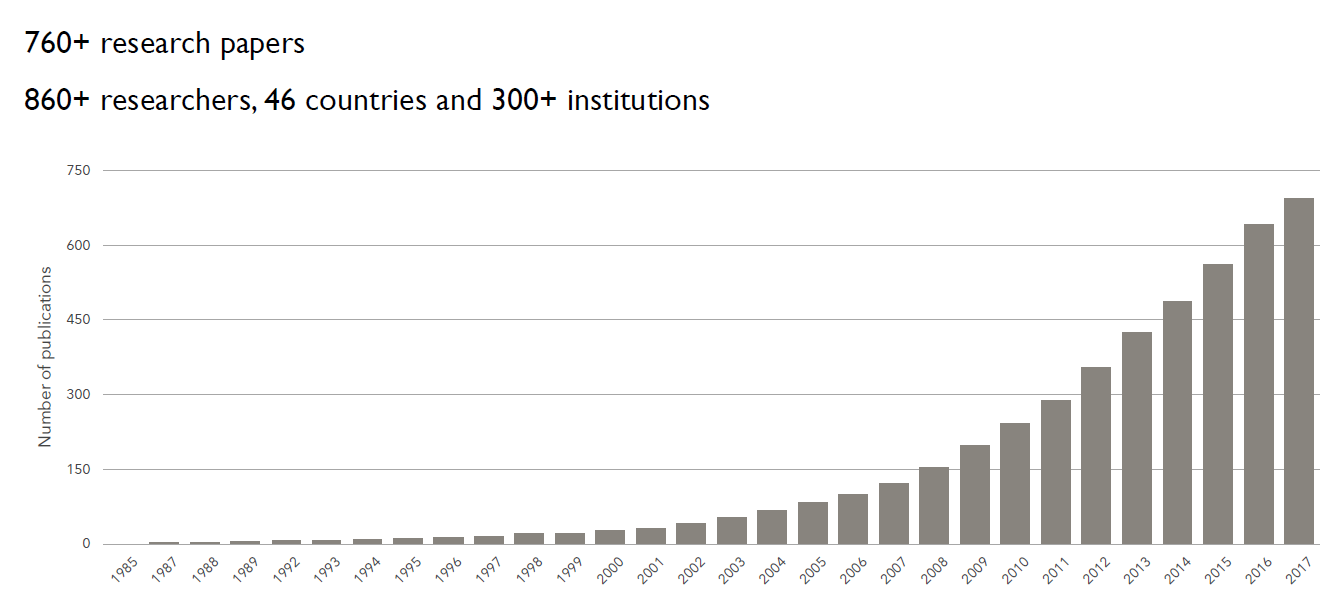 760+ research papers
860+ researchers, 46 countries and 300+ institutions
750
600
450
300
150
0
Number of publications
1985 1987 1988 1989 1992 1993 1994 1995 1996 1997 1998 1999 2000 2001 2002 2003 2004 2005 2006 2007 2008 2009 2010 2011 2012 2013 2014 2015 2016 2017